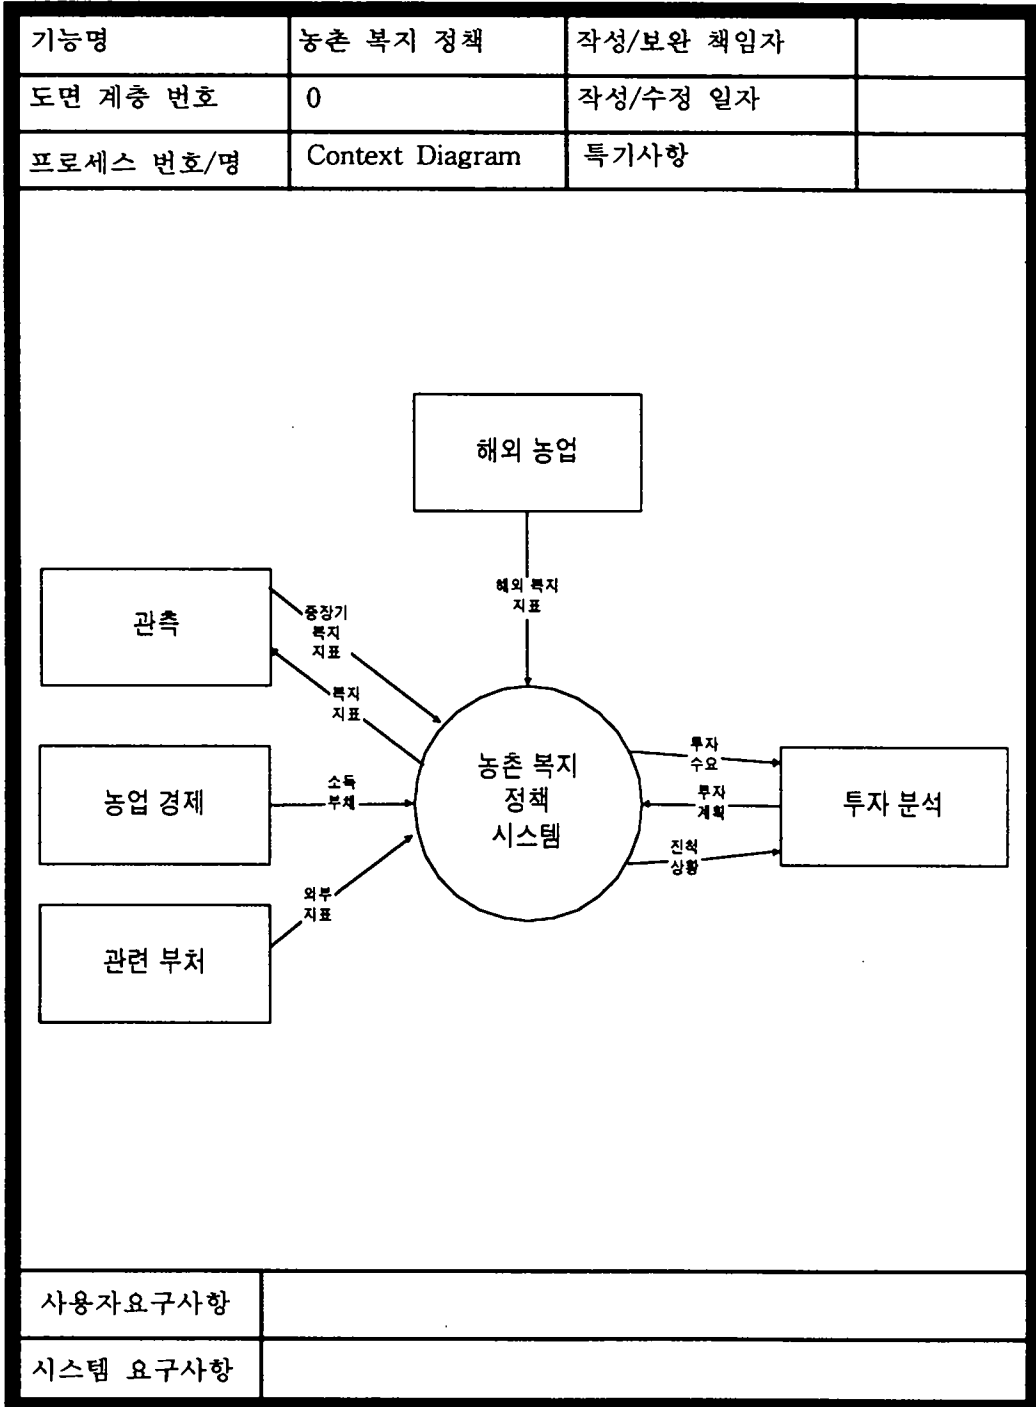 기능명 농촌 복지 정책 작성/보완 책임자
도면 계층 번호 0 작성/수정 일자
프로세스 번호/명 Context Diagram 특기사항
해외 농업
해외 복지
지표
관측
중장기
복지
지표
복지
지표
농업 경제
소득
부채
관련 부처
외부
지표
농촌 복지
정책
시스템
투자
수요
투자
계획
진척
상황
투자 분석
사용자요구사항
시스템 요구사항